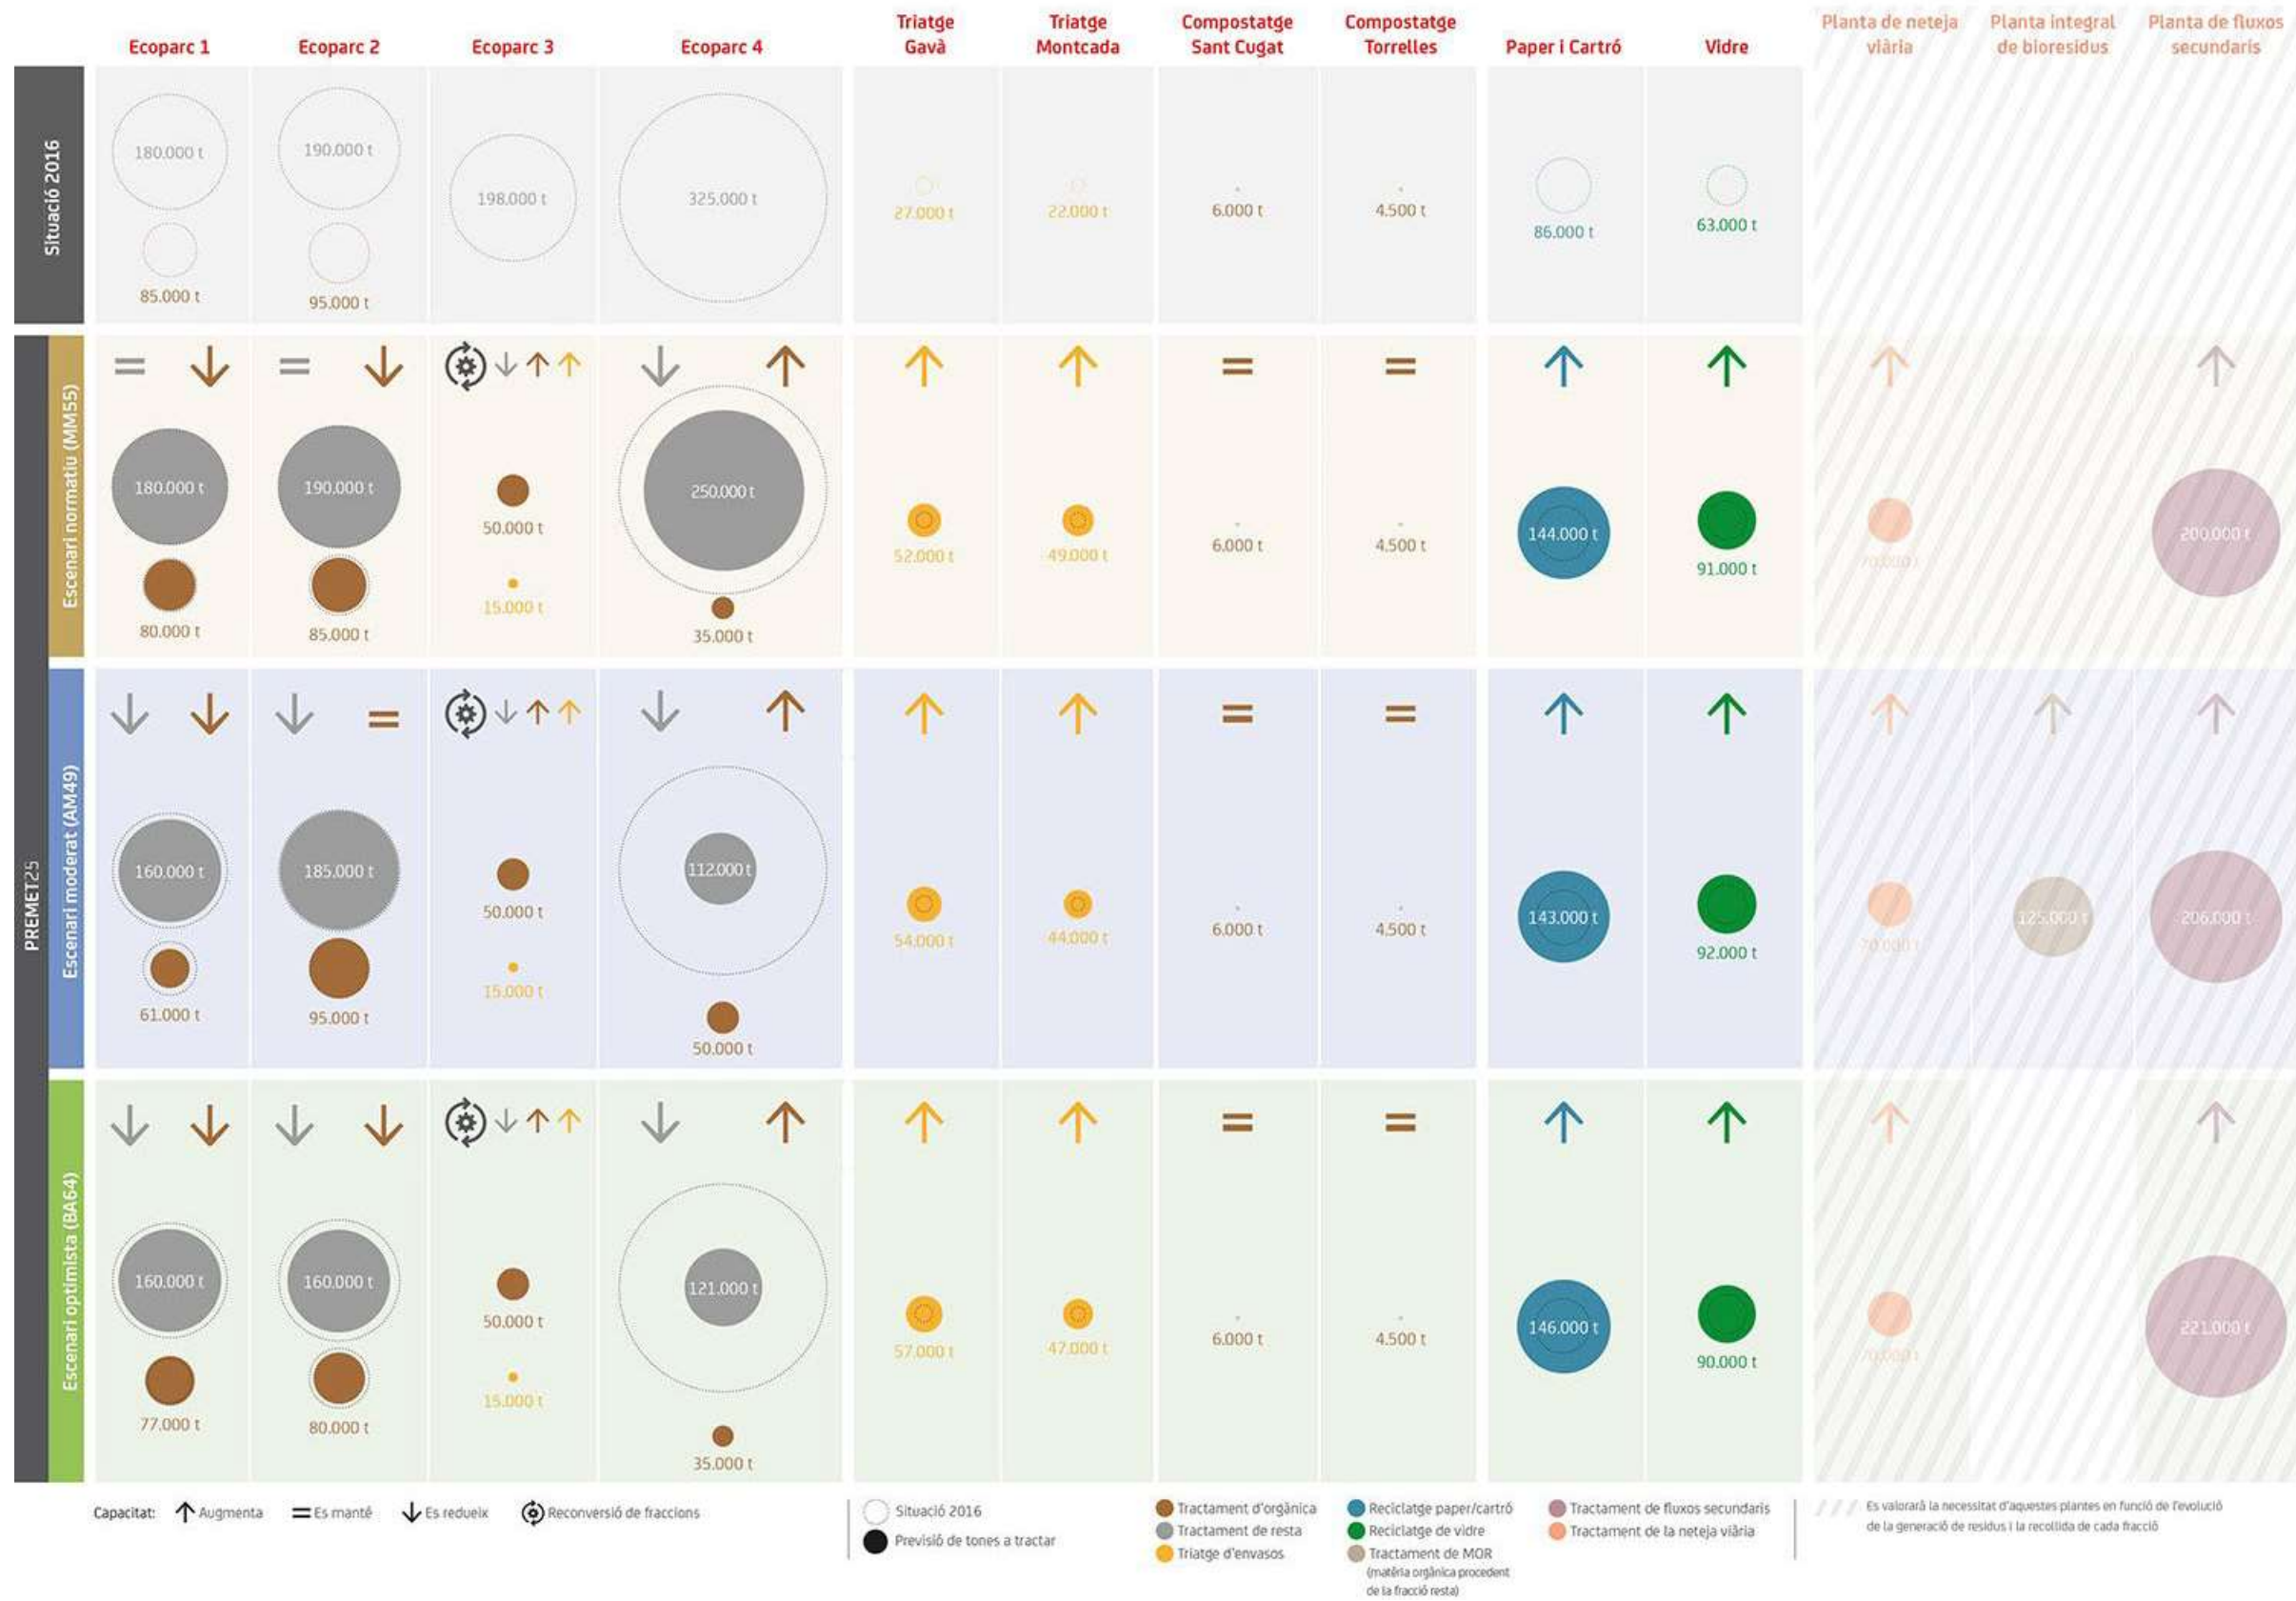 Ecoparc 1
Ecoparc 2
Ecoparc 3
Ecoparc 4
Triatge
Gavà
Triatge
Montcada
Compostatge
Sant Cugat
Compostatge
Torrelles
Paper i Cartró
Vidre
Planta de neteja
viària
Planta integral
de bioresidus
Planta de fluxos
secundaris
Situació 2016
180.000 t
190.000 t
198.000 t
325.000 t
27.000 t
22.000 t
6.000 t
4.500 t
86.000 t
63.000 t
85.000 t
95.000 t
PREMET25
Escenari normatiu (MM55)
180.000 t
190.000 t
50.000 t
250.000 t
52.000 t
49.000 t
6.000 t
4.500 t
144.000 t
91.000 t
70.000 t
200.000 t
80.000 t
85.000 t
15.000 t
35.000 t
Escenari moderat (AM49)
160.000 t
185.000 t
50.000 t
112.000 t
54.000 t
44.000 t
6.000 t
4.500 t
143.000 t
92.000 t
70.000 t
125.000 t
206.000 t
61.000 t
95.000 t
15.000 t
50.000 t
Escenari optimista (BA64)
160.000 t
160.000 t
50.000 t
121.000 t
57.000 t
47.000 t
6.000 t
4.500 t
146.000 t
90.000 t
70.000 t
221.000 t
77.000 t
80.000 t
15.000 t
35.000 t
Capacitat:
Augmenta
Es manté
Es redueix
Reconversió de fraccions
Situació 2016
Previsió de tones a tractar
Tractament d'orgànica
Tractament de resta
Triatge d'envasos
Reciclatge paper/cartró
Reciclatge de vidre
Tractament de MOR
(matèria orgànica procedent
de la fracció resta)
Tractament de fluxos secundaris
Tractament de la neteja viària
Es valorarà la necessitat d'aquestes plantes en funció de l'evolució
de la generació de residus i la recollida de cada fracció